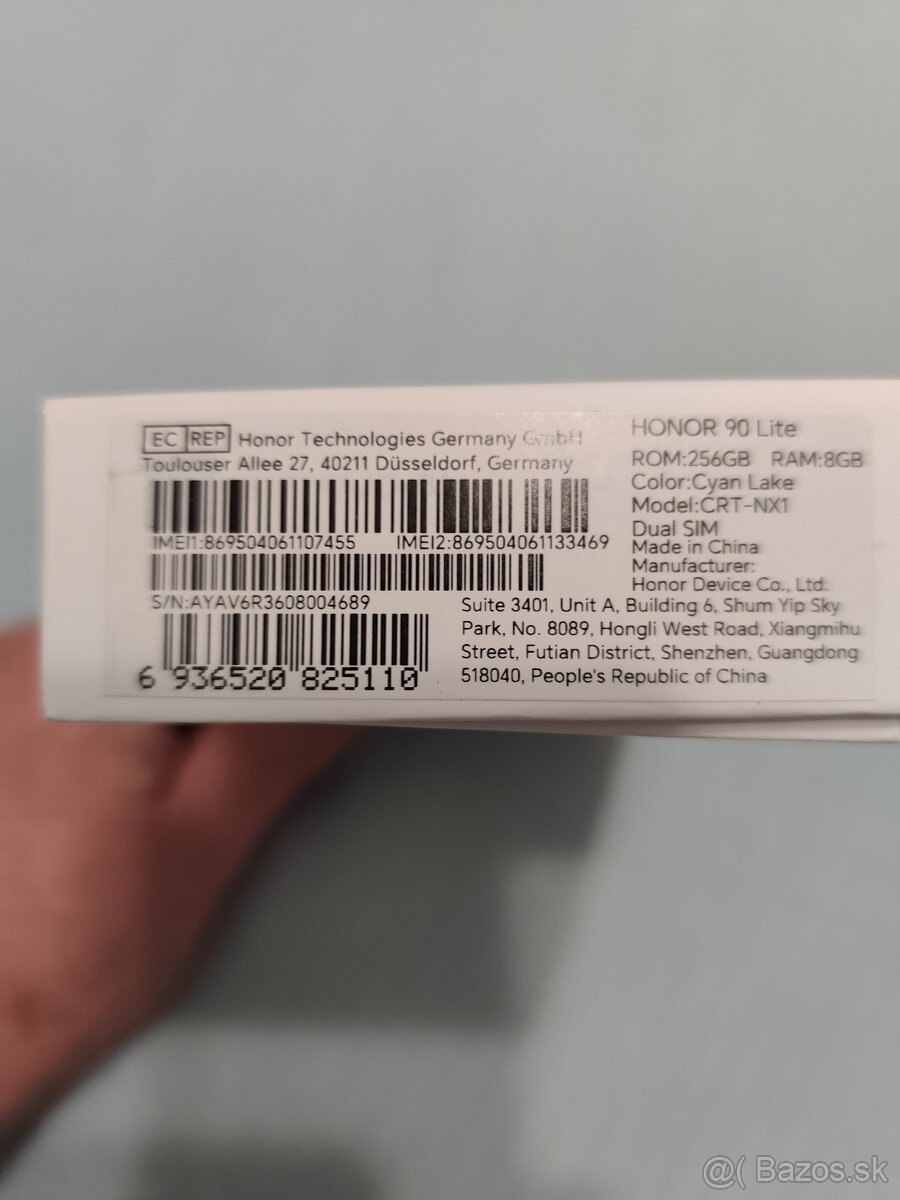 EC REP Honor Technologies Germany GmbH
Toulouser Allee 27, 40211 Düsseldorf, Germany
IMEI1:869504061107455 IMEI2:869504061133469
S/N:AYAV6R3608004689
6 936520 825110
HONOR 90 Lite
ROM:256GB RAM:8GB
Color:Cyan Lake
Model:CRT-NX1
Dual SIM
Made in China
Manufacturer:
Honor Device Co., Ltd.
Suite 3401, Unit A, Building 6, Shum Yip Sky
Park, No. 8089, Hongli West Road, Xiangmihu
Street, Futian District, Shenzhen, Guangdong
518040, People's Republic of China
@( Bazos.sk